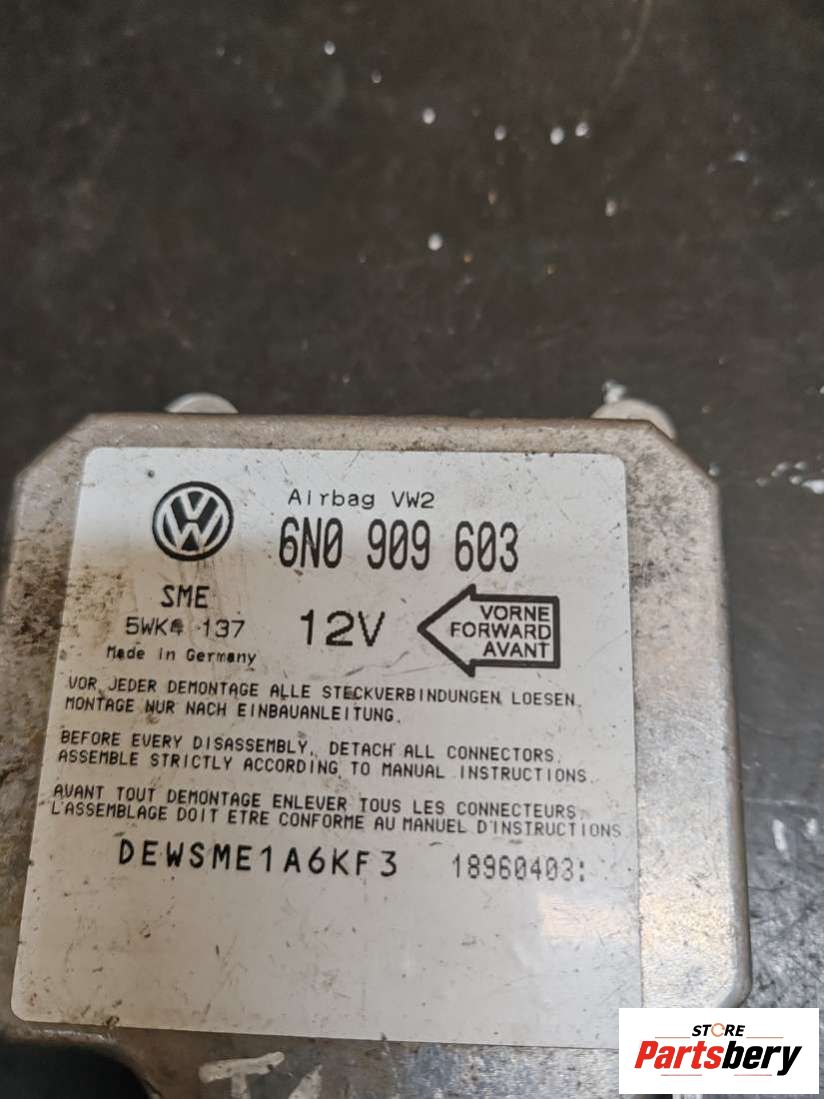 Airbag VW2
6N0 909 603
SME
5WK4 137
Made in Germany
12V
VORNE
FORWARD
AVANT
VOR JEDER DEMONTAGE ALLE STECKVERBINDUNGEN LOESEN.
MONTAGE NUR NACH EINBAUANLEITUNG.
BEFORE EVERY DISASSEMBLY, DETACH ALL CONNECTORS.
ASSEMBLE STRICTLY ACCORDING TO MANUAL INSTRUCTIONS.
AVANT TOUT DEMONTAGE ENLEVER TOUS LES CONNECTEURS.
L'ASSEMBLAGE DOIT ETRE CONFORME AU MANUEL D'INSTRUCTIONS
DEWSME1A6KF3 18960403:
STORE
Partsbery